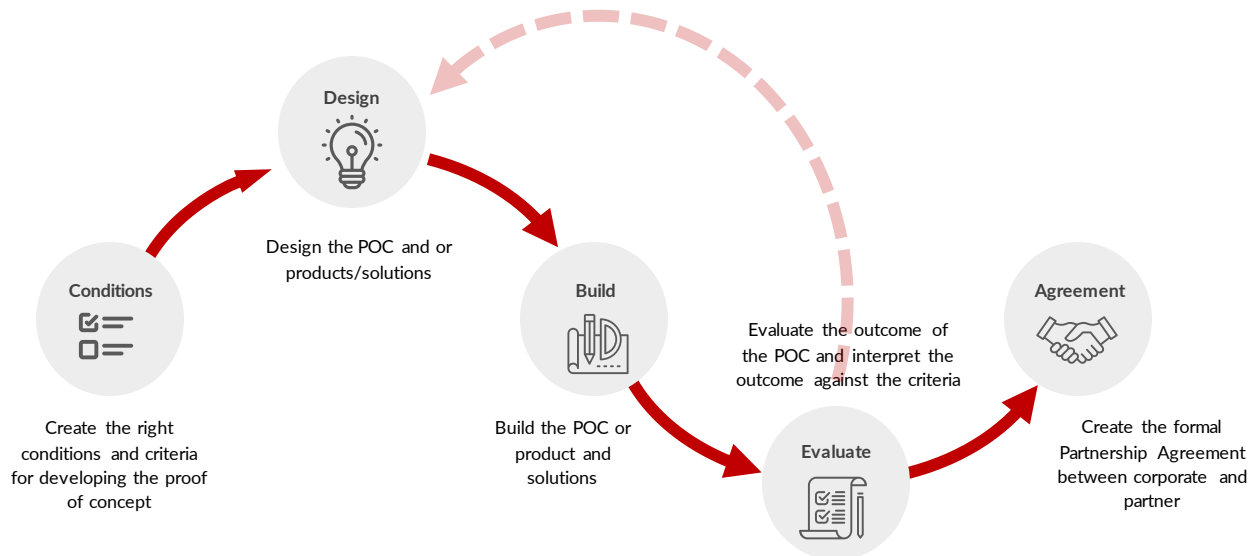 Conditions
Create the right
conditions and criteria
for developing the proof
of concept
Design
Design the POC and or
products/solutions
Build
Build the POC or
product and
solutions
Evaluate the outcome of
the POC and interpret the
outcome against the criteria
Evaluate
Agreement
Create the formal
Partnership Agreement
between corporate and
partner